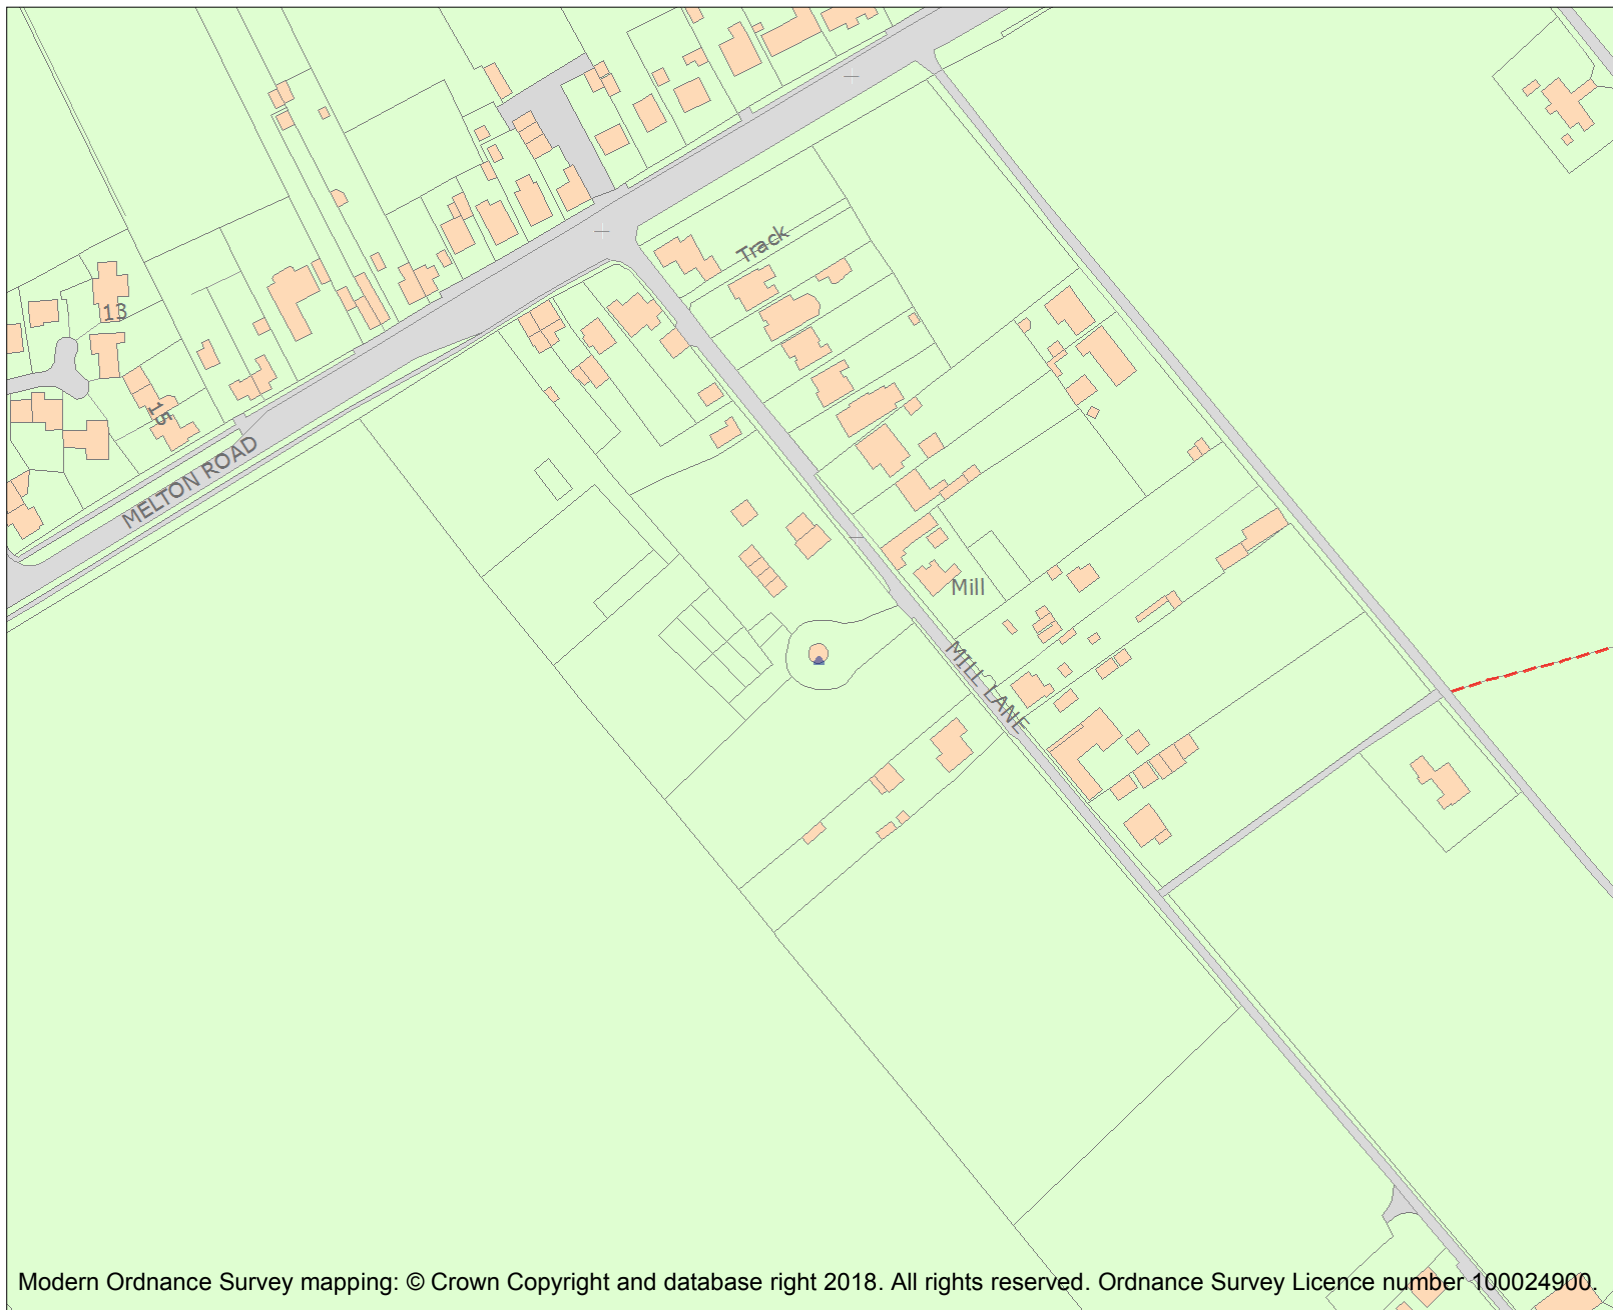 Track
13
15
MELTON ROAD
Mill
MILL LANE
Modern Ordnance Survey mapping: © Crown Copyright and database right 2018. All rights reserved. Ordnance Survey Licence number 100024900.